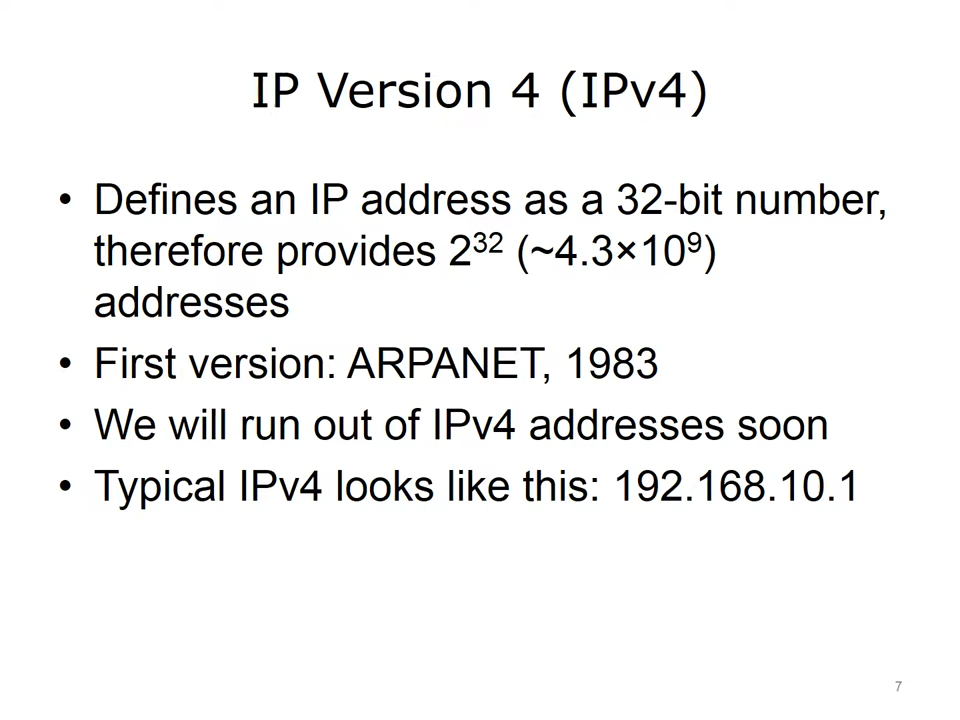 IP Version 4 (IPv4)
• Defines an IP address as a 32-bit number,
therefore provides 2³² (~4.3×10⁹)
addresses
• First version: ARPANET, 1983
• We will run out of IPv4 addresses soon
• Typical IPv4 looks like this: 192.168.10.1
7